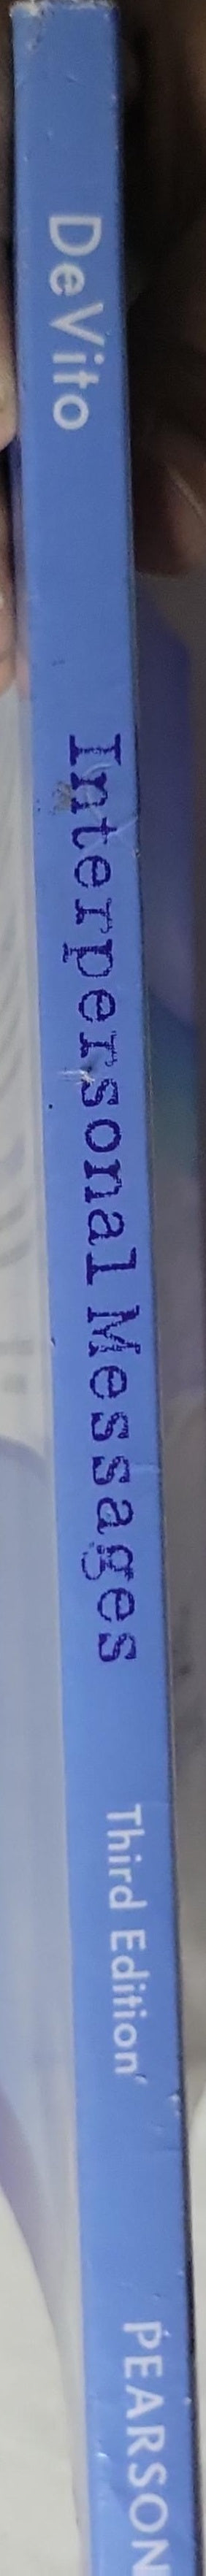 DeVito
Interpersonal Messages
Third Edition
PEARSON